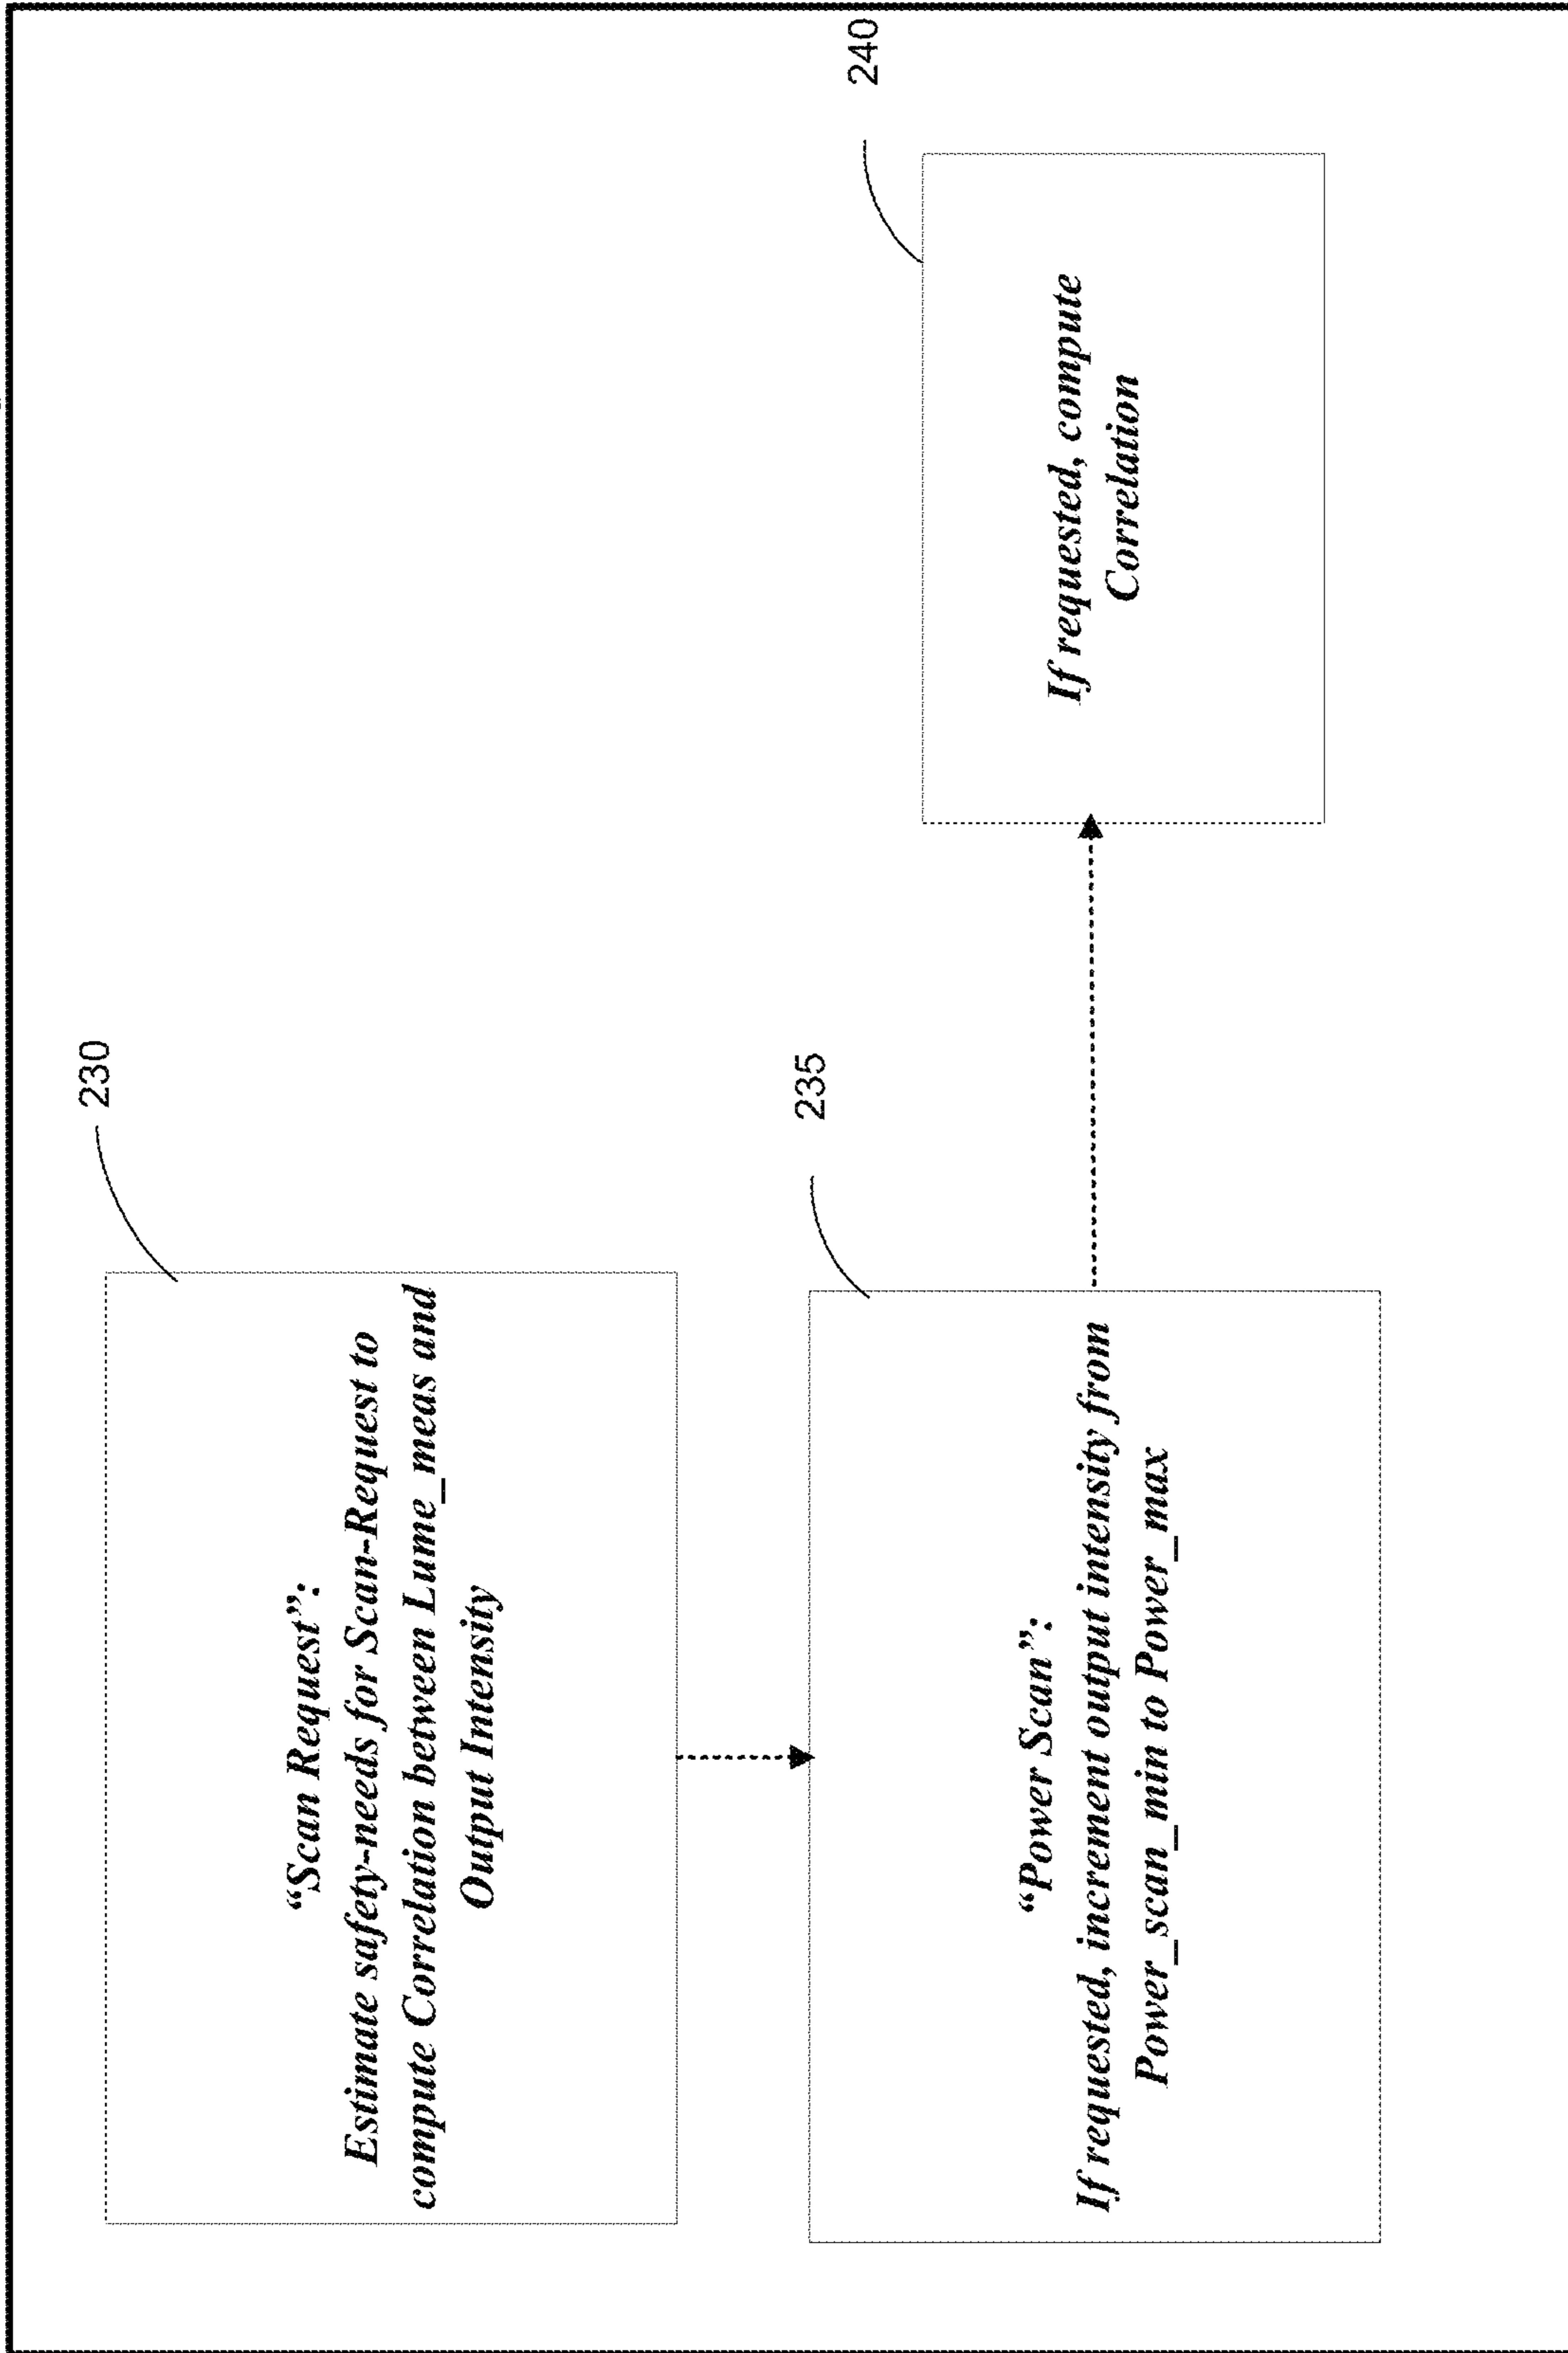 230
“Scan Request”:
Estimate safety-needs for Scan-Request to
compute Correlation between Lume_meas and
Output Intensity
235
“Power Scan”:
If requested, increment output intensity from
Power_scan_min to Power_max
240
If requested, compute
Correlation